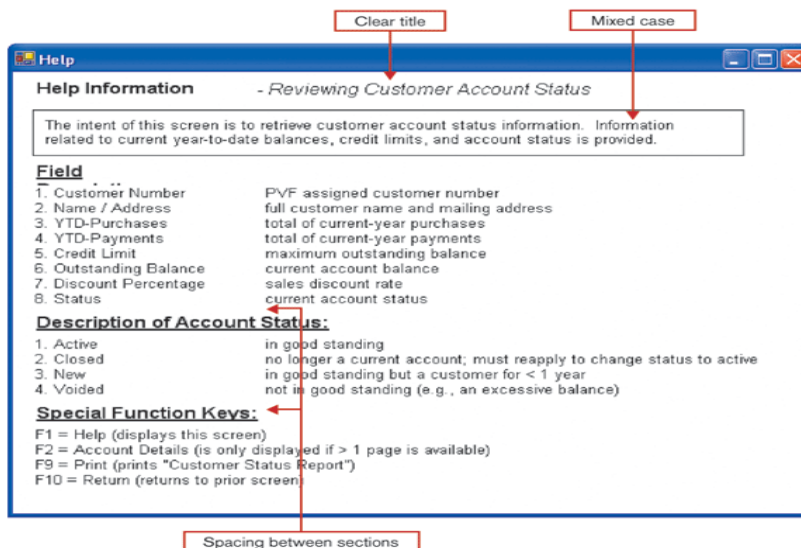 Clear title
Mixed case
Help
Help Information - Reviewing Customer Account Status
The intent of this screen is to retrieve customer account status information. Information
related to current year-to-date balances, credit limits, and account status is provided.
Field
1. Customer Number PVF assigned customer number
2. Name / Address full customer name and mailing address
3. YTD-Purchases total of current-year purchases
4. YTD-Payments total of current-year payments
5. Credit Limit maximum outstanding balance
6. Outstanding Balance current account balance
7. Discount Percentage sales discount rate
8. Status current account status
Description of Account Status:
1. Active in good standing
2. Closed no longer a current account; must reapply to change status to active
3. New in good standing but a customer for < 1 year
4. Voided not in good standing (e.g., an excessive balance)
Special Function Keys:
F1 = Help (displays this screen)
F2 = Account Details (is only displayed if > 1 page is available)
F9 = Print (prints "Customer Status Report")
F10 = Return (returns to prior screen)
Spacing between sections